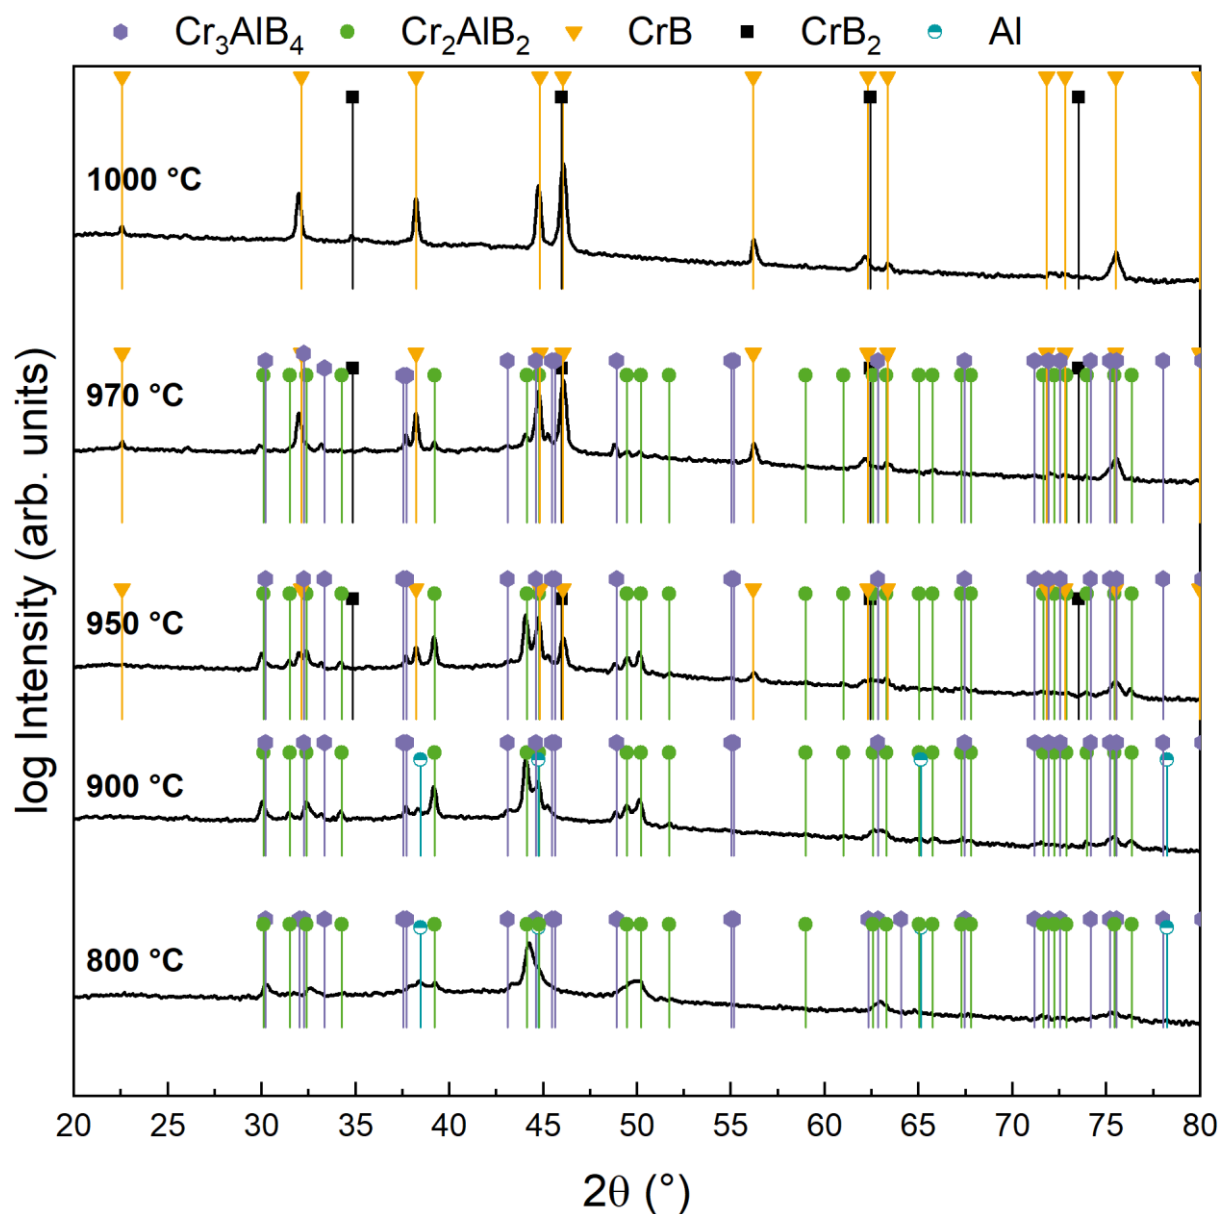 Cr₃AlB₄ Cr₂AlB₂ CrB CrB₂ Al
1000 °C
970 °C
950 °C
900 °C
800 °C
log Intensity (arb. units)
20 25 30 35 40 45 50 55 60 65 70 75 80
2θ (°)